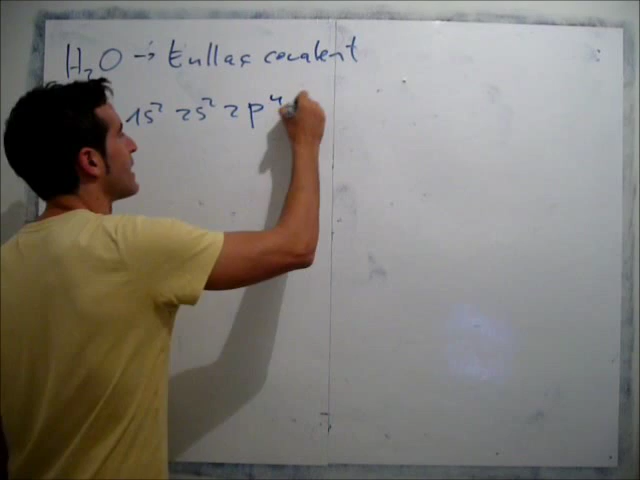 H₂O → Enllaç covalent
1s² 2s² 2p⁴